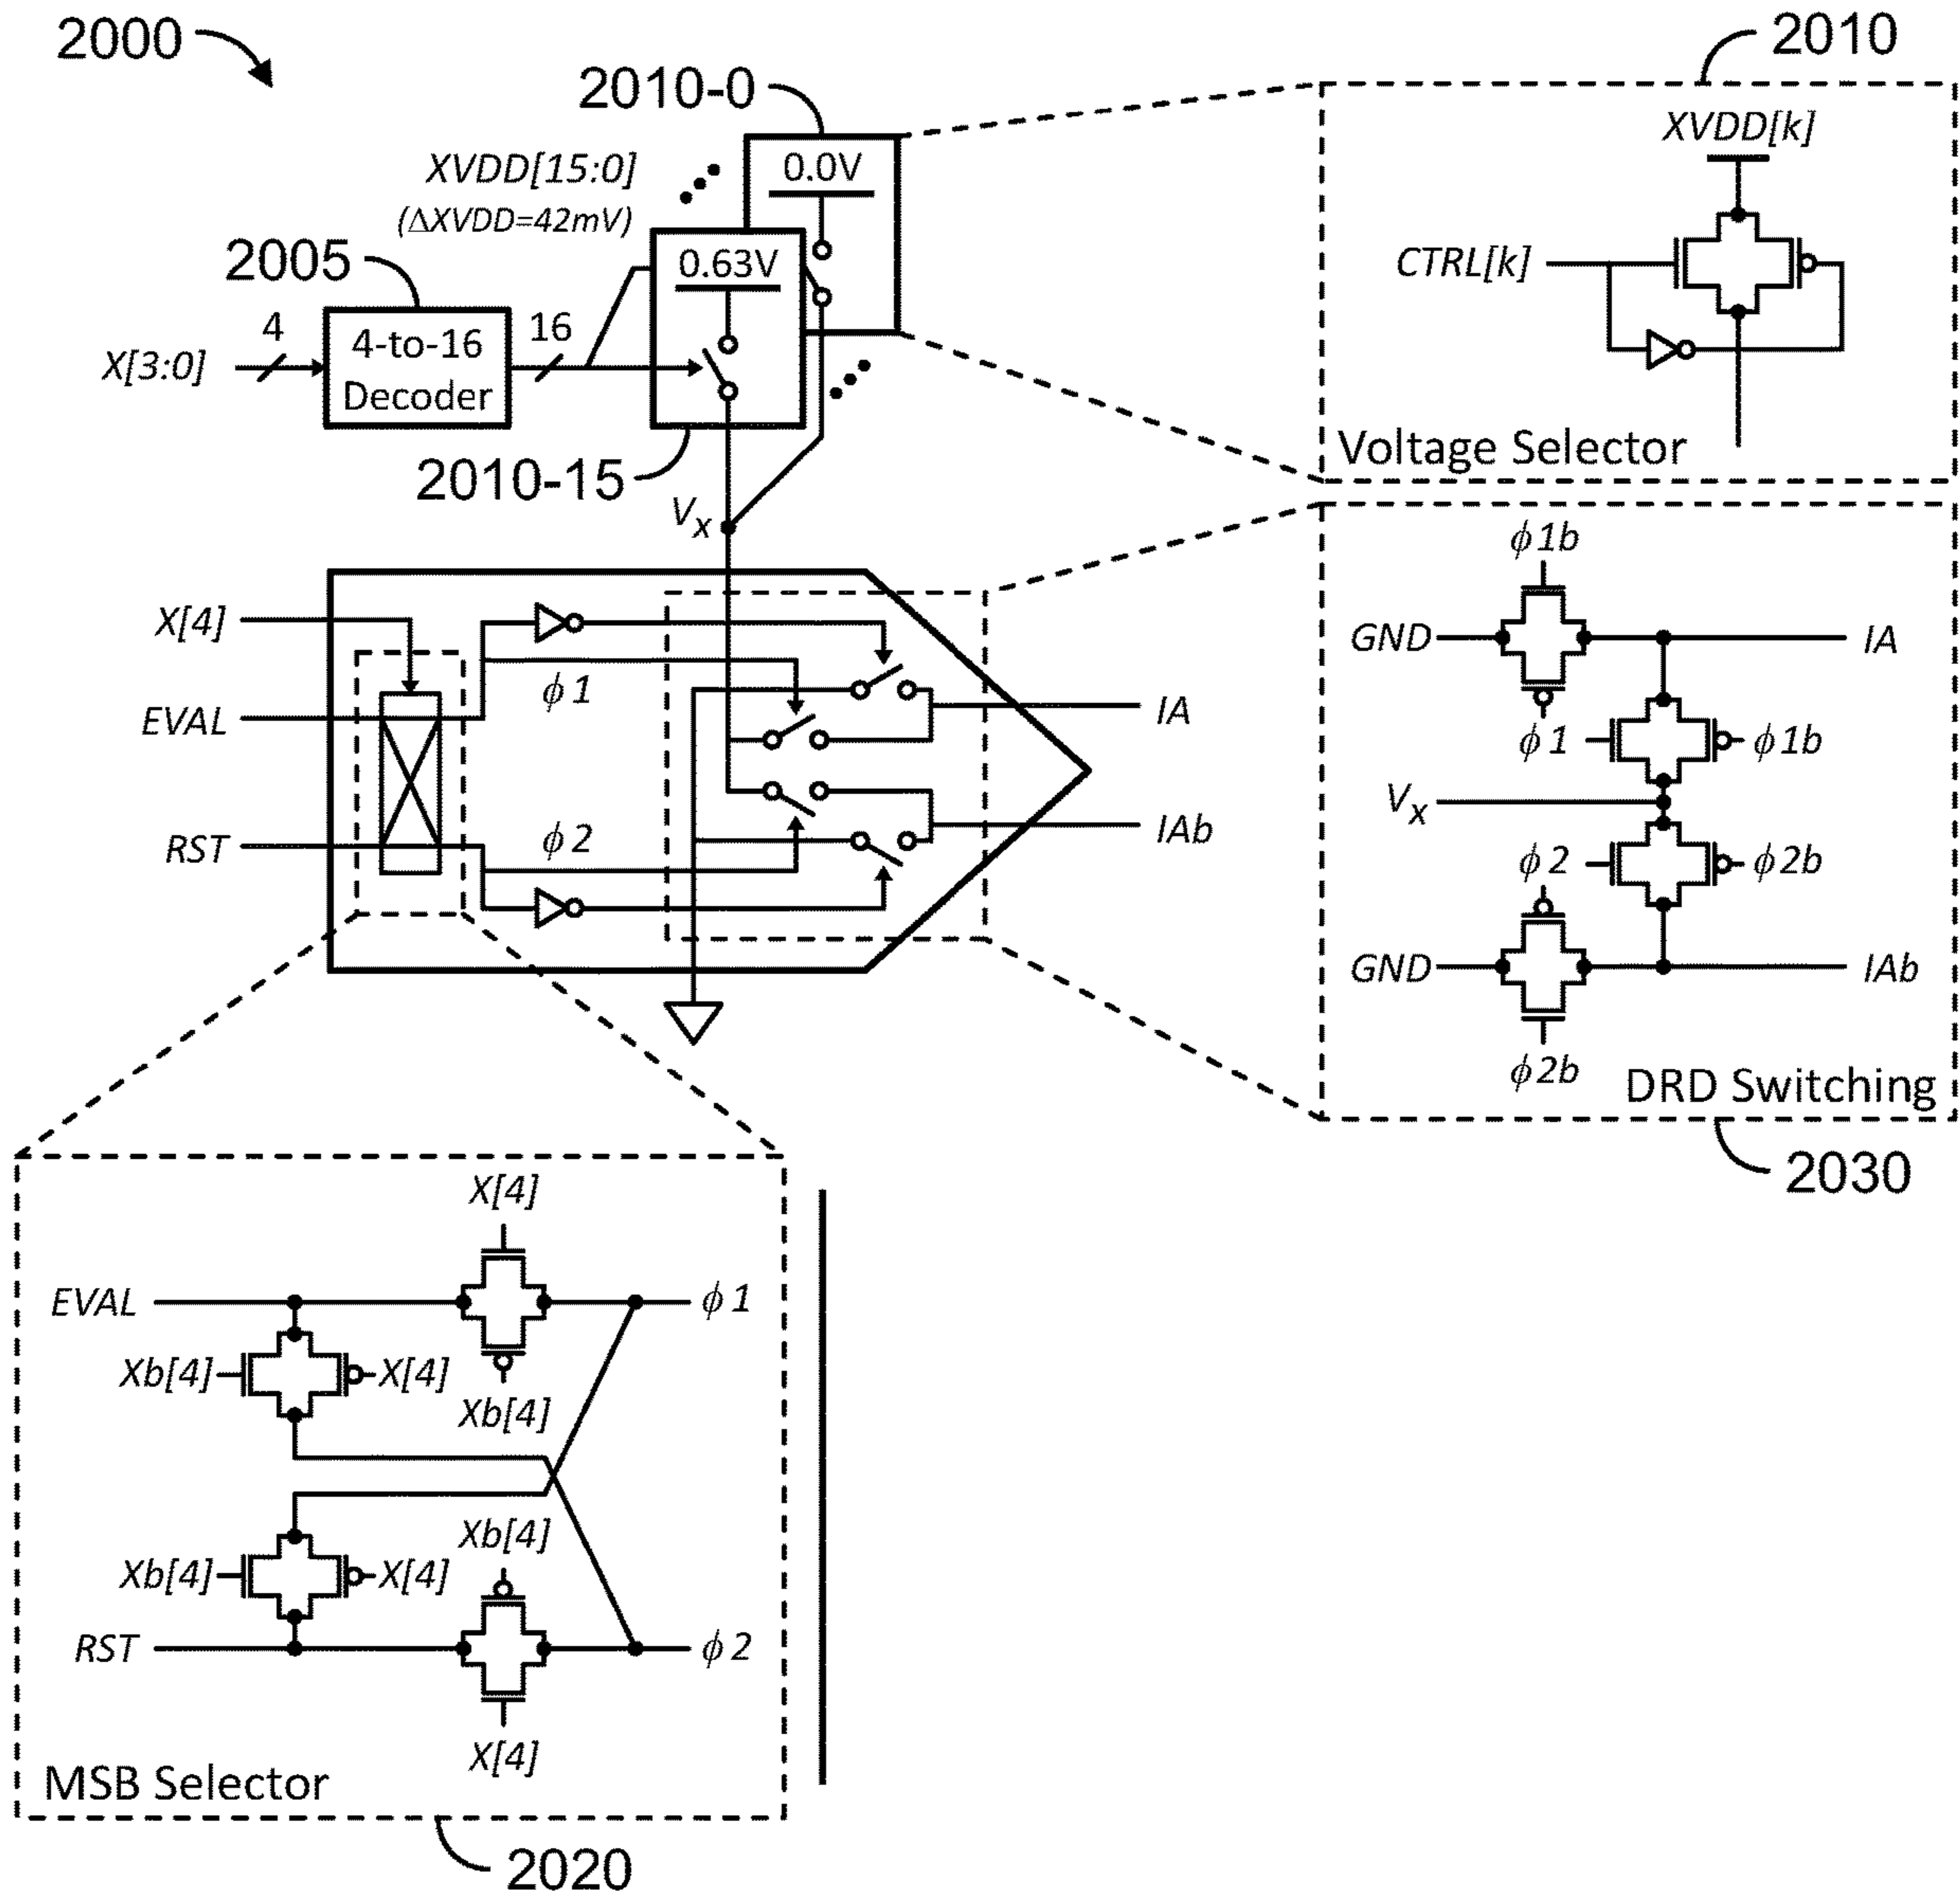 2000
2010-0
2010
XVDD[15:0]
(ΔXVDD=42mV)
0.0V
0.63V
2005
X[3:0]
4
4-to-16
Decoder
16
2010-15
Vx
XVDD[k]
CTRL[k]
Voltage Selector
X[4]
EVAL
RST
ϕ1
ϕ2
IA
IAb
ϕ1b
GND
IA
ϕ1
ϕ1b
Vx
ϕ2
ϕ2b
GND
IAb
ϕ2b
DRD Switching
2030
X[4]
EVAL
ϕ1
Xb[4]
X[4]
Xb[4]
Xb[4]
Xb[4]
X[4]
RST
ϕ2
X[4]
MSB Selector
2020